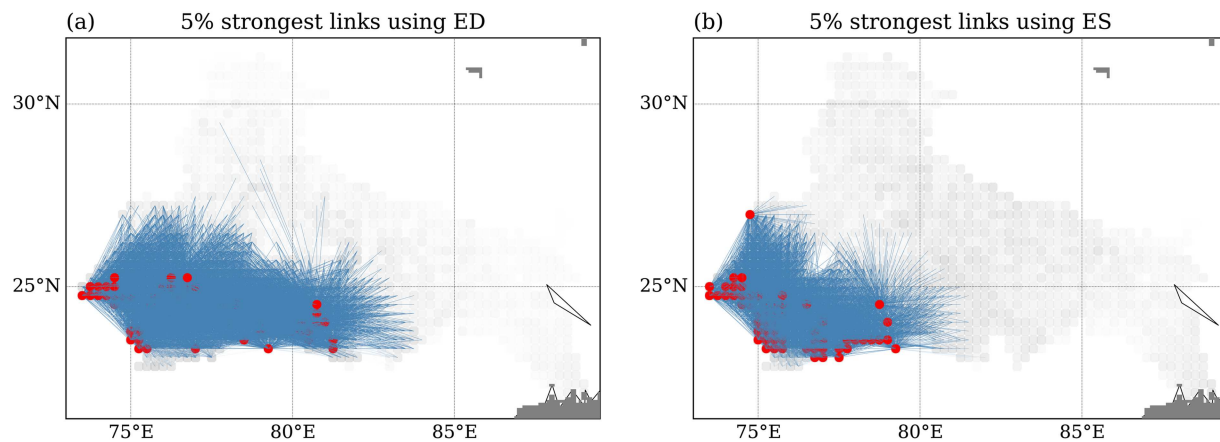 (a) 5% strongest links using ED
30°N
25°N
75°E 80°E 85°E
(b) 5% strongest links using ES
30°N
25°N
75°E 80°E 85°E